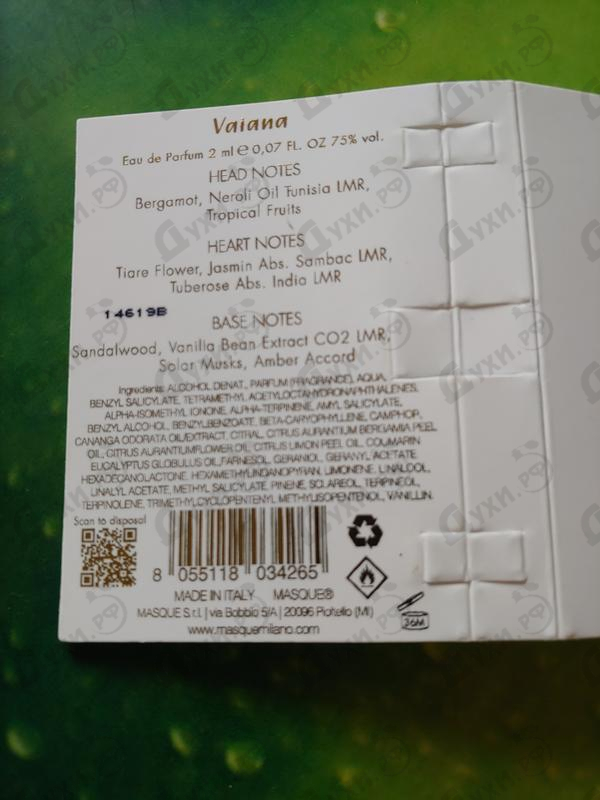 Vaiana
Eau de Parfum 2 ml ℮ 0,07 FL. OZ 75% vol.
HEAD NOTES
Bergamot, Neroli Oil Tunisia LMR,
Tropical Fruits
HEART NOTES
Tiare Flower, Jasmin Abs. Sambac LMR,
Tuberose Abs. India LMR
14619B
BASE NOTES
Sandalwood, Vanilla Bean Extract CO2 LMR,
Solar Musks, Amber Accord
Ingredients: ALCOHOL DENAT., PARFUM (FRAGRANCE), AQUA,
BENZYL SALICYLATE, TETRAMETHYL ACETYLOCTAHYDRONAPHTHALENES,
ALPHA-ISOMETHYL IONONE, ALPHA-TERPINENE, AMYL SALICYLATE,
BENZYL ALCOHOL, BENZYL BENZOATE, BETA-CARYOPHYLLENE, CAMPHOR,
CANANGA ODORATA OIL/EXTRACT, CITRAL, CITRUS AURANTIUM BERGAMIA PEEL
OIL, CITRUS AURANTIUM FLOWER OIL, CITRUS LIMON PEEL OIL, COUMARIN
EUCALYPTUS GLOBULUS OIL, FARNESOL, GERANIOL, GERANYL ACETATE
HEXADECANOLACTONE, HEXAMETHYLINDANOPYRAN, LIMONENE, LINALOOL,
LINALYL ACETATE, METHYL SALICYLATE, PINENE, SCLAREOL, TERPINEOL,
TERPINOLENE, TRIMETHYLCYCLOPENTENYL METHYLISOPENTENOL, VANILLIN.
Scan to disposal
8 055118 034265
MADE IN ITALY MASQUE®
MASQUE S.r.l. | via Bobbio 5/A | 20096 Pioltello (MI)
www.masquemilano.com
36M
Духи.РФ